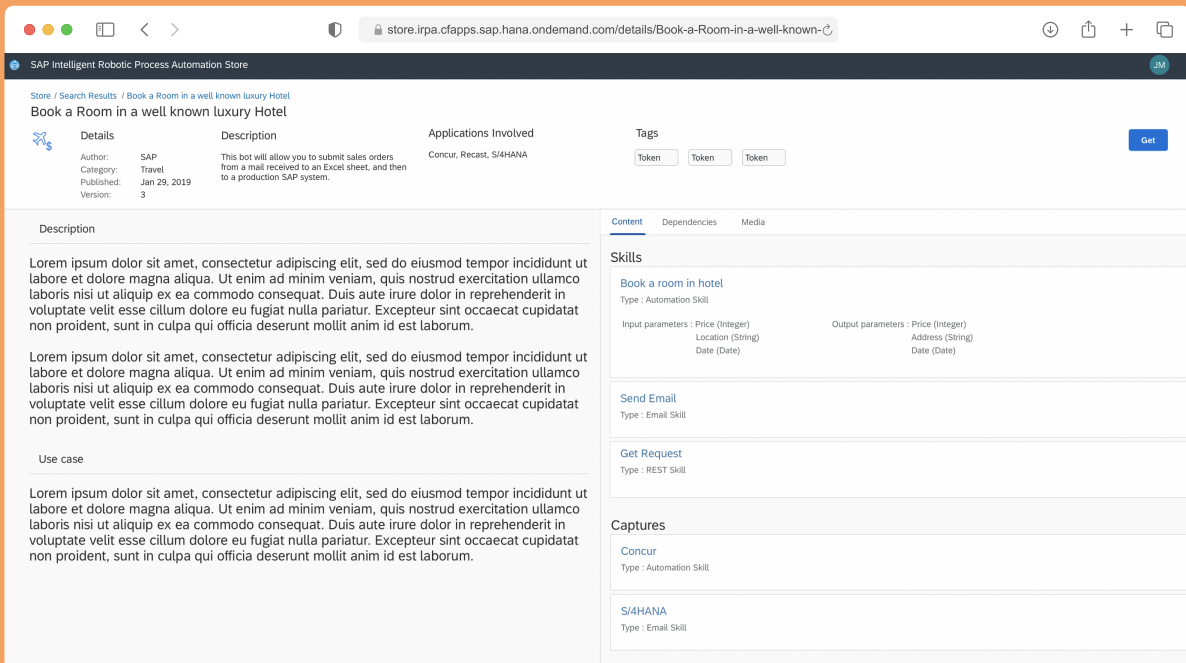 store.irpa.cfapps.sap.hana.ondemand.com/details/Book-a-Room-in-a-well-known-
SAP Intelligent Robotic Process Automation Store
JM
Store / Search Results / Book a Room in a well known luxury Hotel
Book a Room in a well known luxury Hotel
$
Details
Author: SAP
Category: Travel
Published: Jan 29, 2019
Version: 3
Description
This bot will allow you to submit sales orders
from a mail received to an Excel sheet, and then
to a production SAP system.
Applications Involved
Concur, Recast, S/4HANA
Tags
Token Token Token
Get
Description
Lorem ipsum dolor sit amet, consectetur adipiscing elit, sed do eiusmod tempor incididunt ut
labore et dolore magna aliqua. Ut enim ad minim veniam, quis nostrud exercitation ullamco
laboris nisi ut aliquip ex ea commodo consequat. Duis aute irure dolor in reprehenderit in
voluptate velit esse cillum dolore eu fugiat nulla pariatur. Excepteur sint occaecat cupidatat
non proident, sunt in culpa qui officia deserunt mollit anim id est laborum.
Lorem ipsum dolor sit amet, consectetur adipiscing elit, sed do eiusmod tempor incididunt ut
labore et dolore magna aliqua. Ut enim ad minim veniam, quis nostrud exercitation ullamco
laboris nisi ut aliquip ex ea commodo consequat. Duis aute irure dolor in reprehenderit in
voluptate velit esse cillum dolore eu fugiat nulla pariatur. Excepteur sint occaecat cupidatat
non proident, sunt in culpa qui officia deserunt mollit anim id est laborum.
Use case
Lorem ipsum dolor sit amet, consectetur adipiscing elit, sed do eiusmod tempor incididunt ut
labore et dolore magna aliqua. Ut enim ad minim veniam, quis nostrud exercitation ullamco
laboris nisi ut aliquip ex ea commodo consequat. Duis aute irure dolor in reprehenderit in
voluptate velit esse cillum dolore eu fugiat nulla pariatur. Excepteur sint occaecat cupidatat
non proident, sunt in culpa qui officia deserunt mollit anim id est laborum.
Content Dependencies Media
Skills
Book a room in hotel
Type : Automation Skill
Input parameters : Price (Integer)
Location (String)
Date (Date)
Output parameters : Price (Integer)
Address (String)
Date (Date)
Send Email
Type : Email Skill
Get Request
Type : REST Skill
Captures
Concur
Type : Automation Skill
S/4HANA
Type : Email Skill